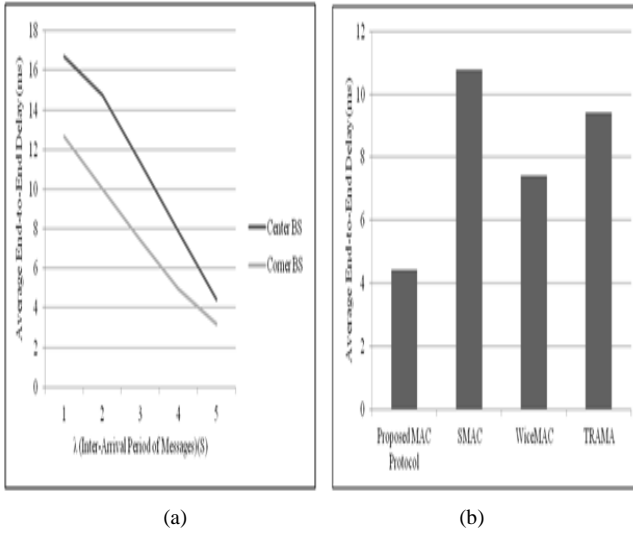 Average End-to-End Delay (ms)
18
16
14
12
10
8
6
4
2
0
1 2 3 4 5
λ (Inter-Arrival Period of Messages)(S)
Center BS
Corner BS
(a)
Average End-to-End Delay (ms)
12
10
8
6
4
2
0
Proposed MAC
Protocol
SMAC
WiceMAC
TRAMA
(b)